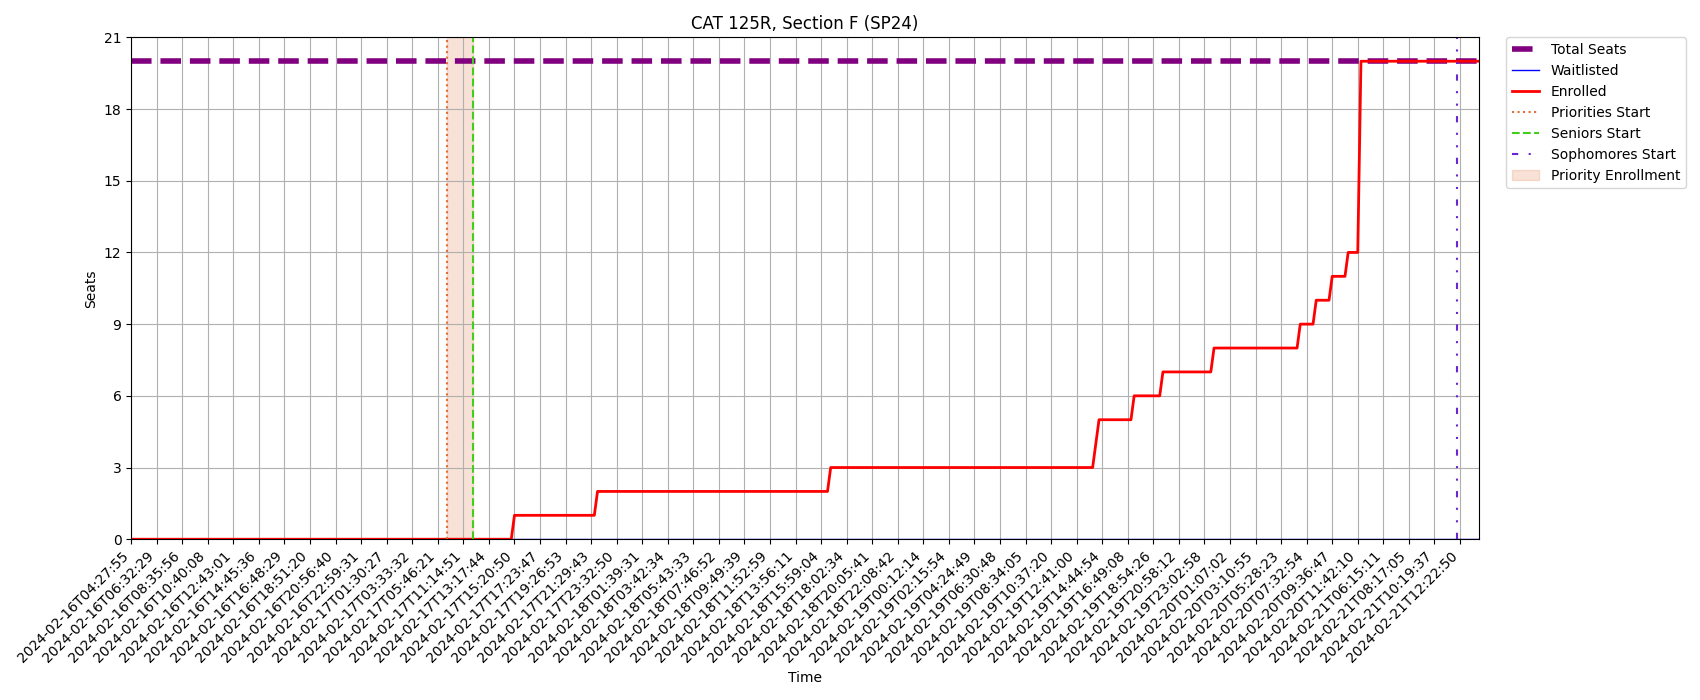 CAT 125R, Section F (SP24)
21
18
15
12
9
6
3
0
Seats
Total Seats
Waitlisted
Enrolled
Priorities Start
Seniors Start
Sophomores Start
Priority Enrollment
2024-02-16T04:27:55
2024-02-16T06:32:29
2024-02-16T08:35:56
2024-02-16T10:40:08
2024-02-16T12:43:01
2024-02-16T14:45:36
2024-02-16T16:48:29
2024-02-16T18:51:20
2024-02-16T20:56:40
2024-02-16T22:59:31
2024-02-17T01:30:27
2024-02-17T03:33:32
2024-02-17T05:46:21
2024-02-17T11:14:51
2024-02-17T13:17:44
2024-02-17T15:20:50
2024-02-17T17:23:47
2024-02-17T19:26:53
2024-02-17T21:29:43
2024-02-17T23:32:50
2024-02-18T01:39:31
2024-02-18T03:42:34
2024-02-18T05:43:33
2024-02-18T07:46:52
2024-02-18T09:49:39
2024-02-18T11:52:59
2024-02-18T13:56:11
2024-02-18T15:59:04
2024-02-18T18:02:34
2024-02-18T20:05:41
2024-02-18T22:08:42
2024-02-19T00:12:14
2024-02-19T02:15:54
2024-02-19T04:24:49
2024-02-19T06:30:48
2024-02-19T08:34:05
2024-02-19T10:37:20
2024-02-19T12:41:00
2024-02-19T14:44:54
2024-02-19T16:49:08
2024-02-19T18:54:26
2024-02-19T20:58:12
2024-02-19T23:02:58
2024-02-20T01:07:02
2024-02-20T03:10:55
2024-02-20T05:28:23
2024-02-20T07:32:54
2024-02-20T09:36:47
2024-02-20T11:42:10
2024-02-21T06:15:11
2024-02-21T08:17:05
2024-02-21T10:19:37
2024-02-21T12:22:50
Time